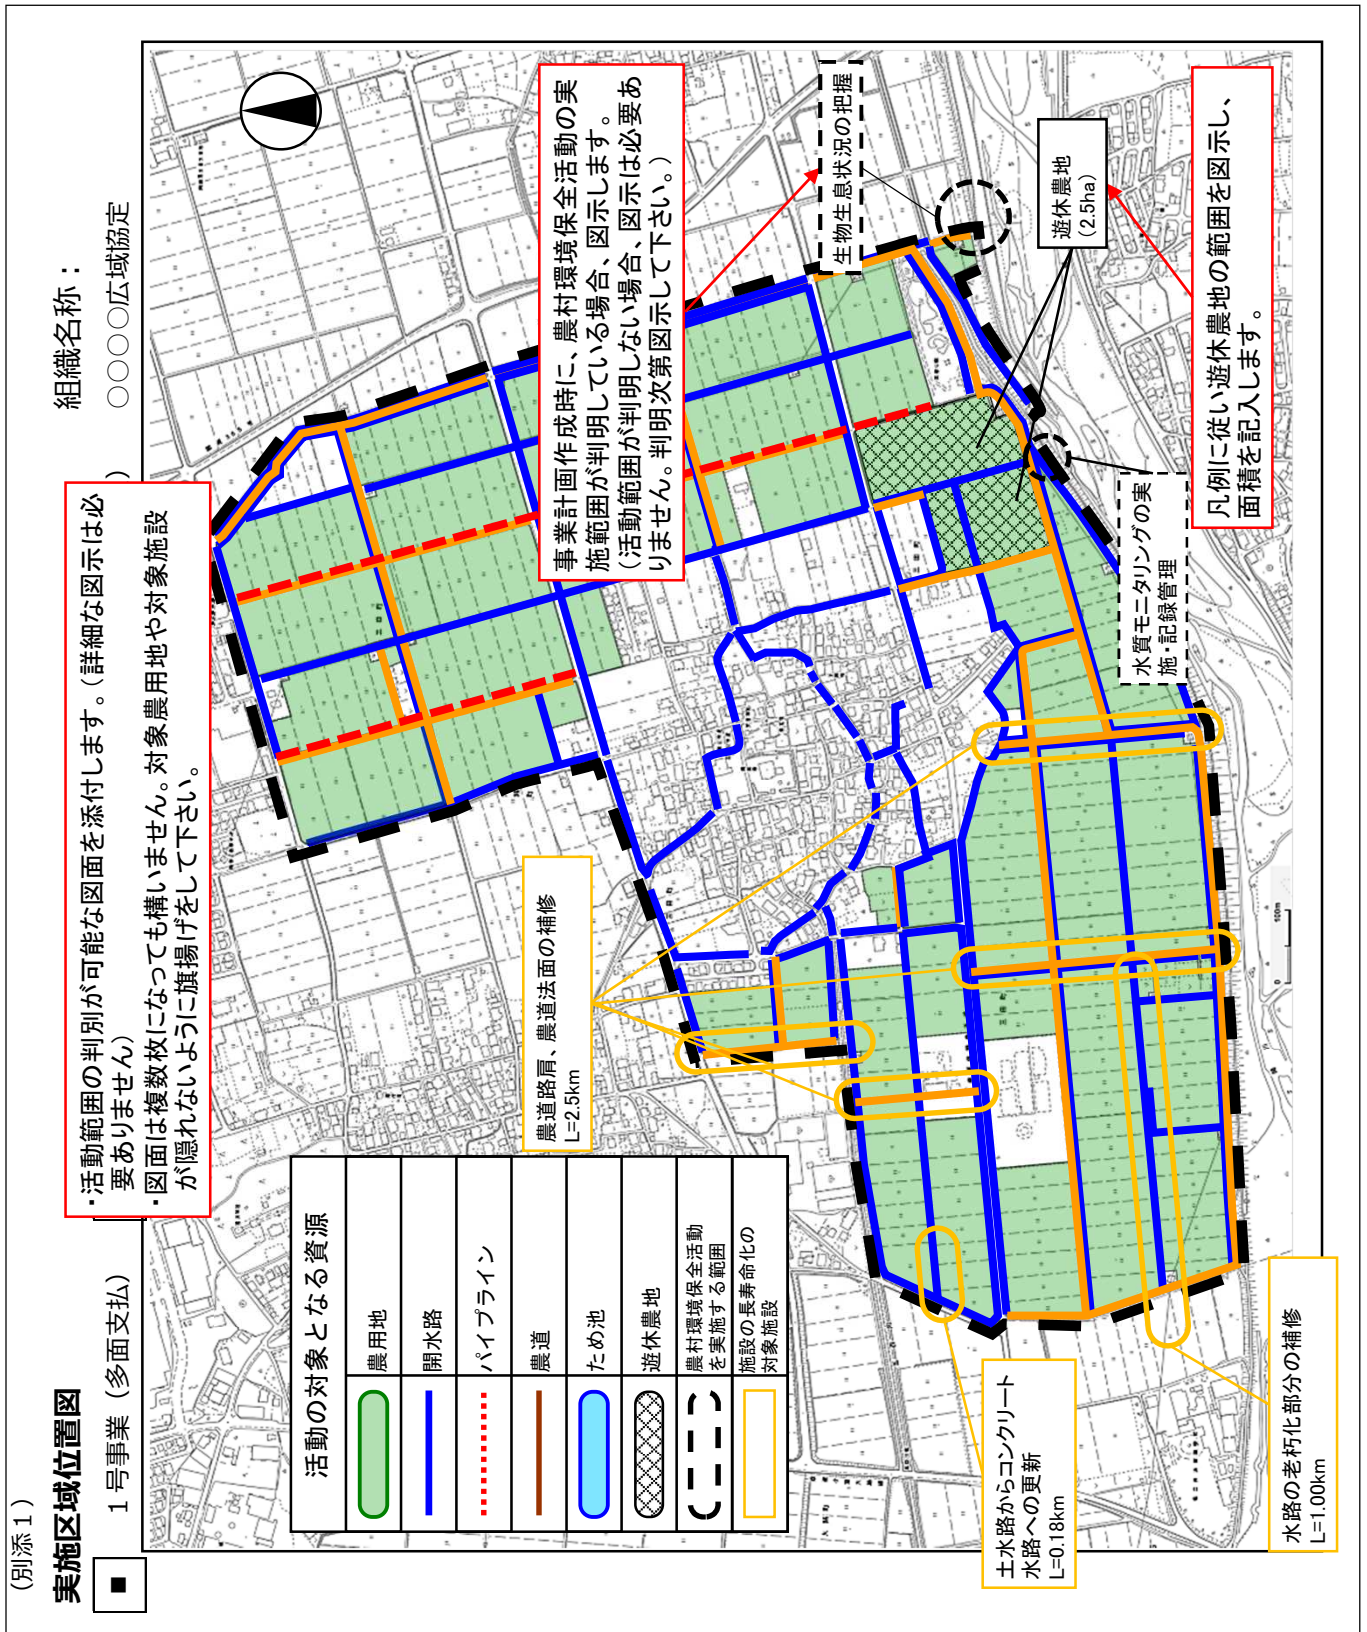 (別添１)
実施区域位置図
組織名称：
■
１号事業（多面支払）
）
○○○○広域協定
・活動範囲の判別が可能な図面を添付します。（詳細な図示は必
要ありません）
・図面は複数枚になっても構いません。対象農用地や対象施設
が隠れないように旗揚げをして下さい。
事業計画作成時に、農村環境保全活動の実
施範囲が判明している場合、図示します。
（活動範囲が判明しない場合、図示は必要あ
りません。判明次第図示して下さい。）
生物生息状況の把握
遊休農地
（2.5ha）
凡例に従い遊休農地の範囲を図示し、
面積を記入します。
水質モニタリングの実
施・記録管理
農道路肩、農道法面の補修
L=2.5km
活動の対象となる資源
農用地
開水路
パイプライン
農道
ため池
遊休農地
農村環境保全活動
を実施する範囲
施設の長寿命化の
対象施設
土水路からコンクリート
水路への更新
L=0.18km
水路の老朽化部分の補修
L=1.00km
0 100m